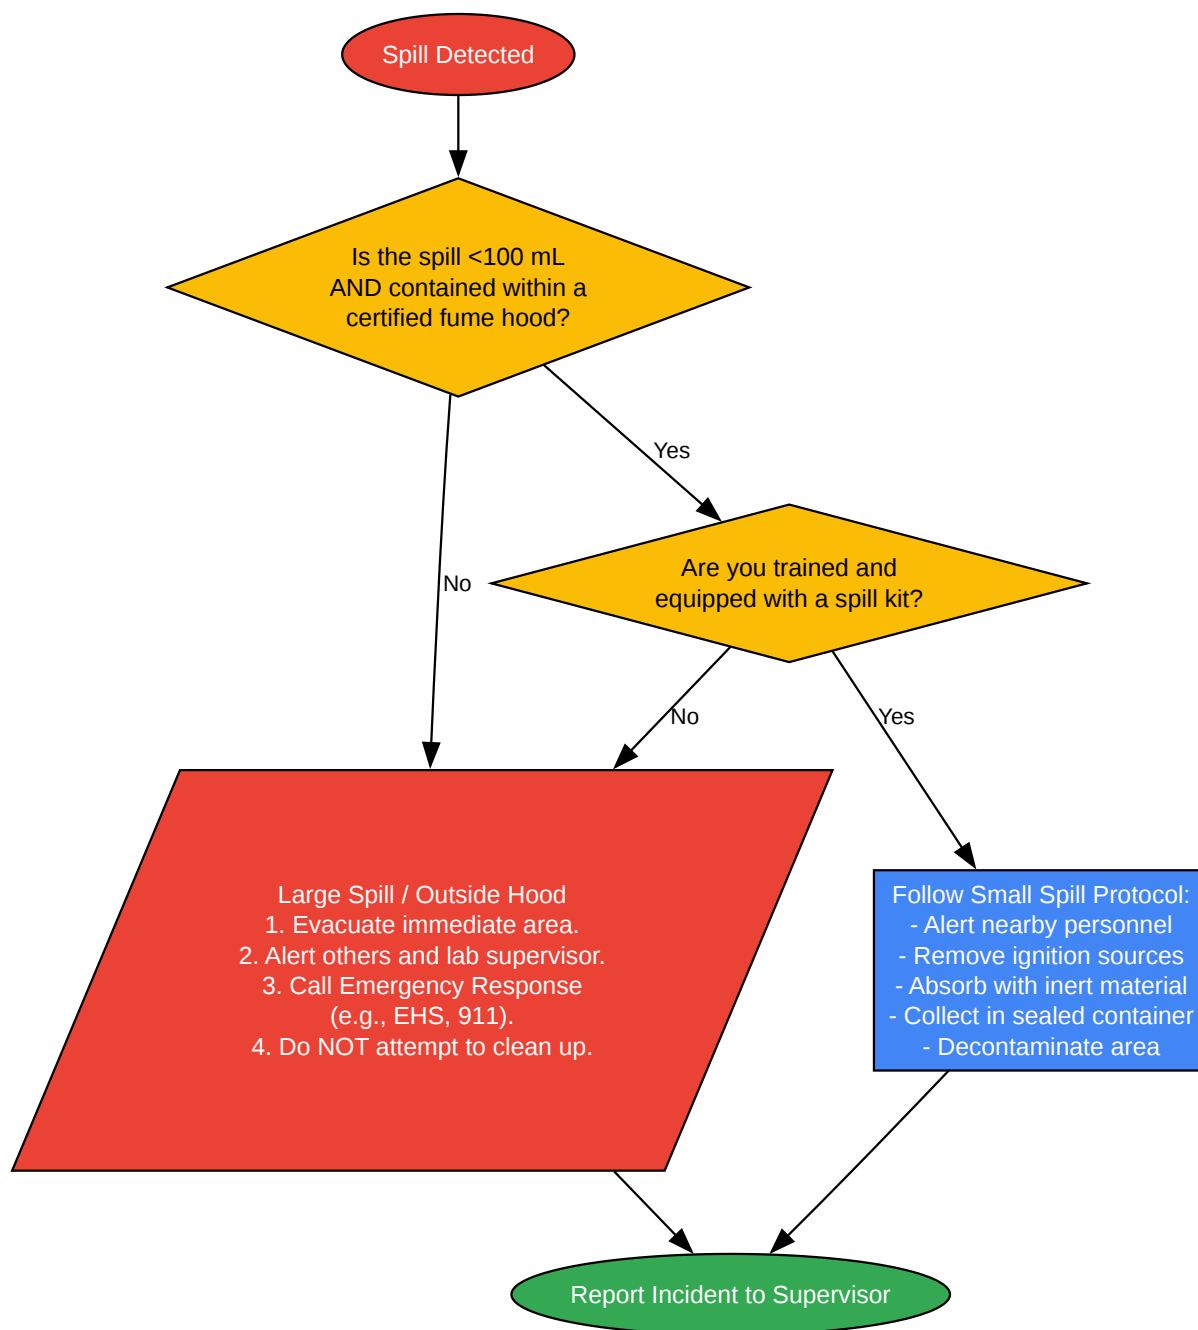 Spill Detected
Is the spill <100 mL
AND contained within a
certified fume hood?
Yes
Are you trained and
equipped with a spill kit?
No
No
Yes
Large Spill / Outside Hood
1. Evacuate immediate area.
2. Alert others and lab supervisor.
3. Call Emergency Response
(e.g., EHS, 911).
4. Do NOT attempt to clean up.
Follow Small Spill Protocol:
- Alert nearby personnel
- Remove ignition sources
- Absorb with inert material
- Collect in sealed container
- Decontaminate area
Report Incident to Supervisor